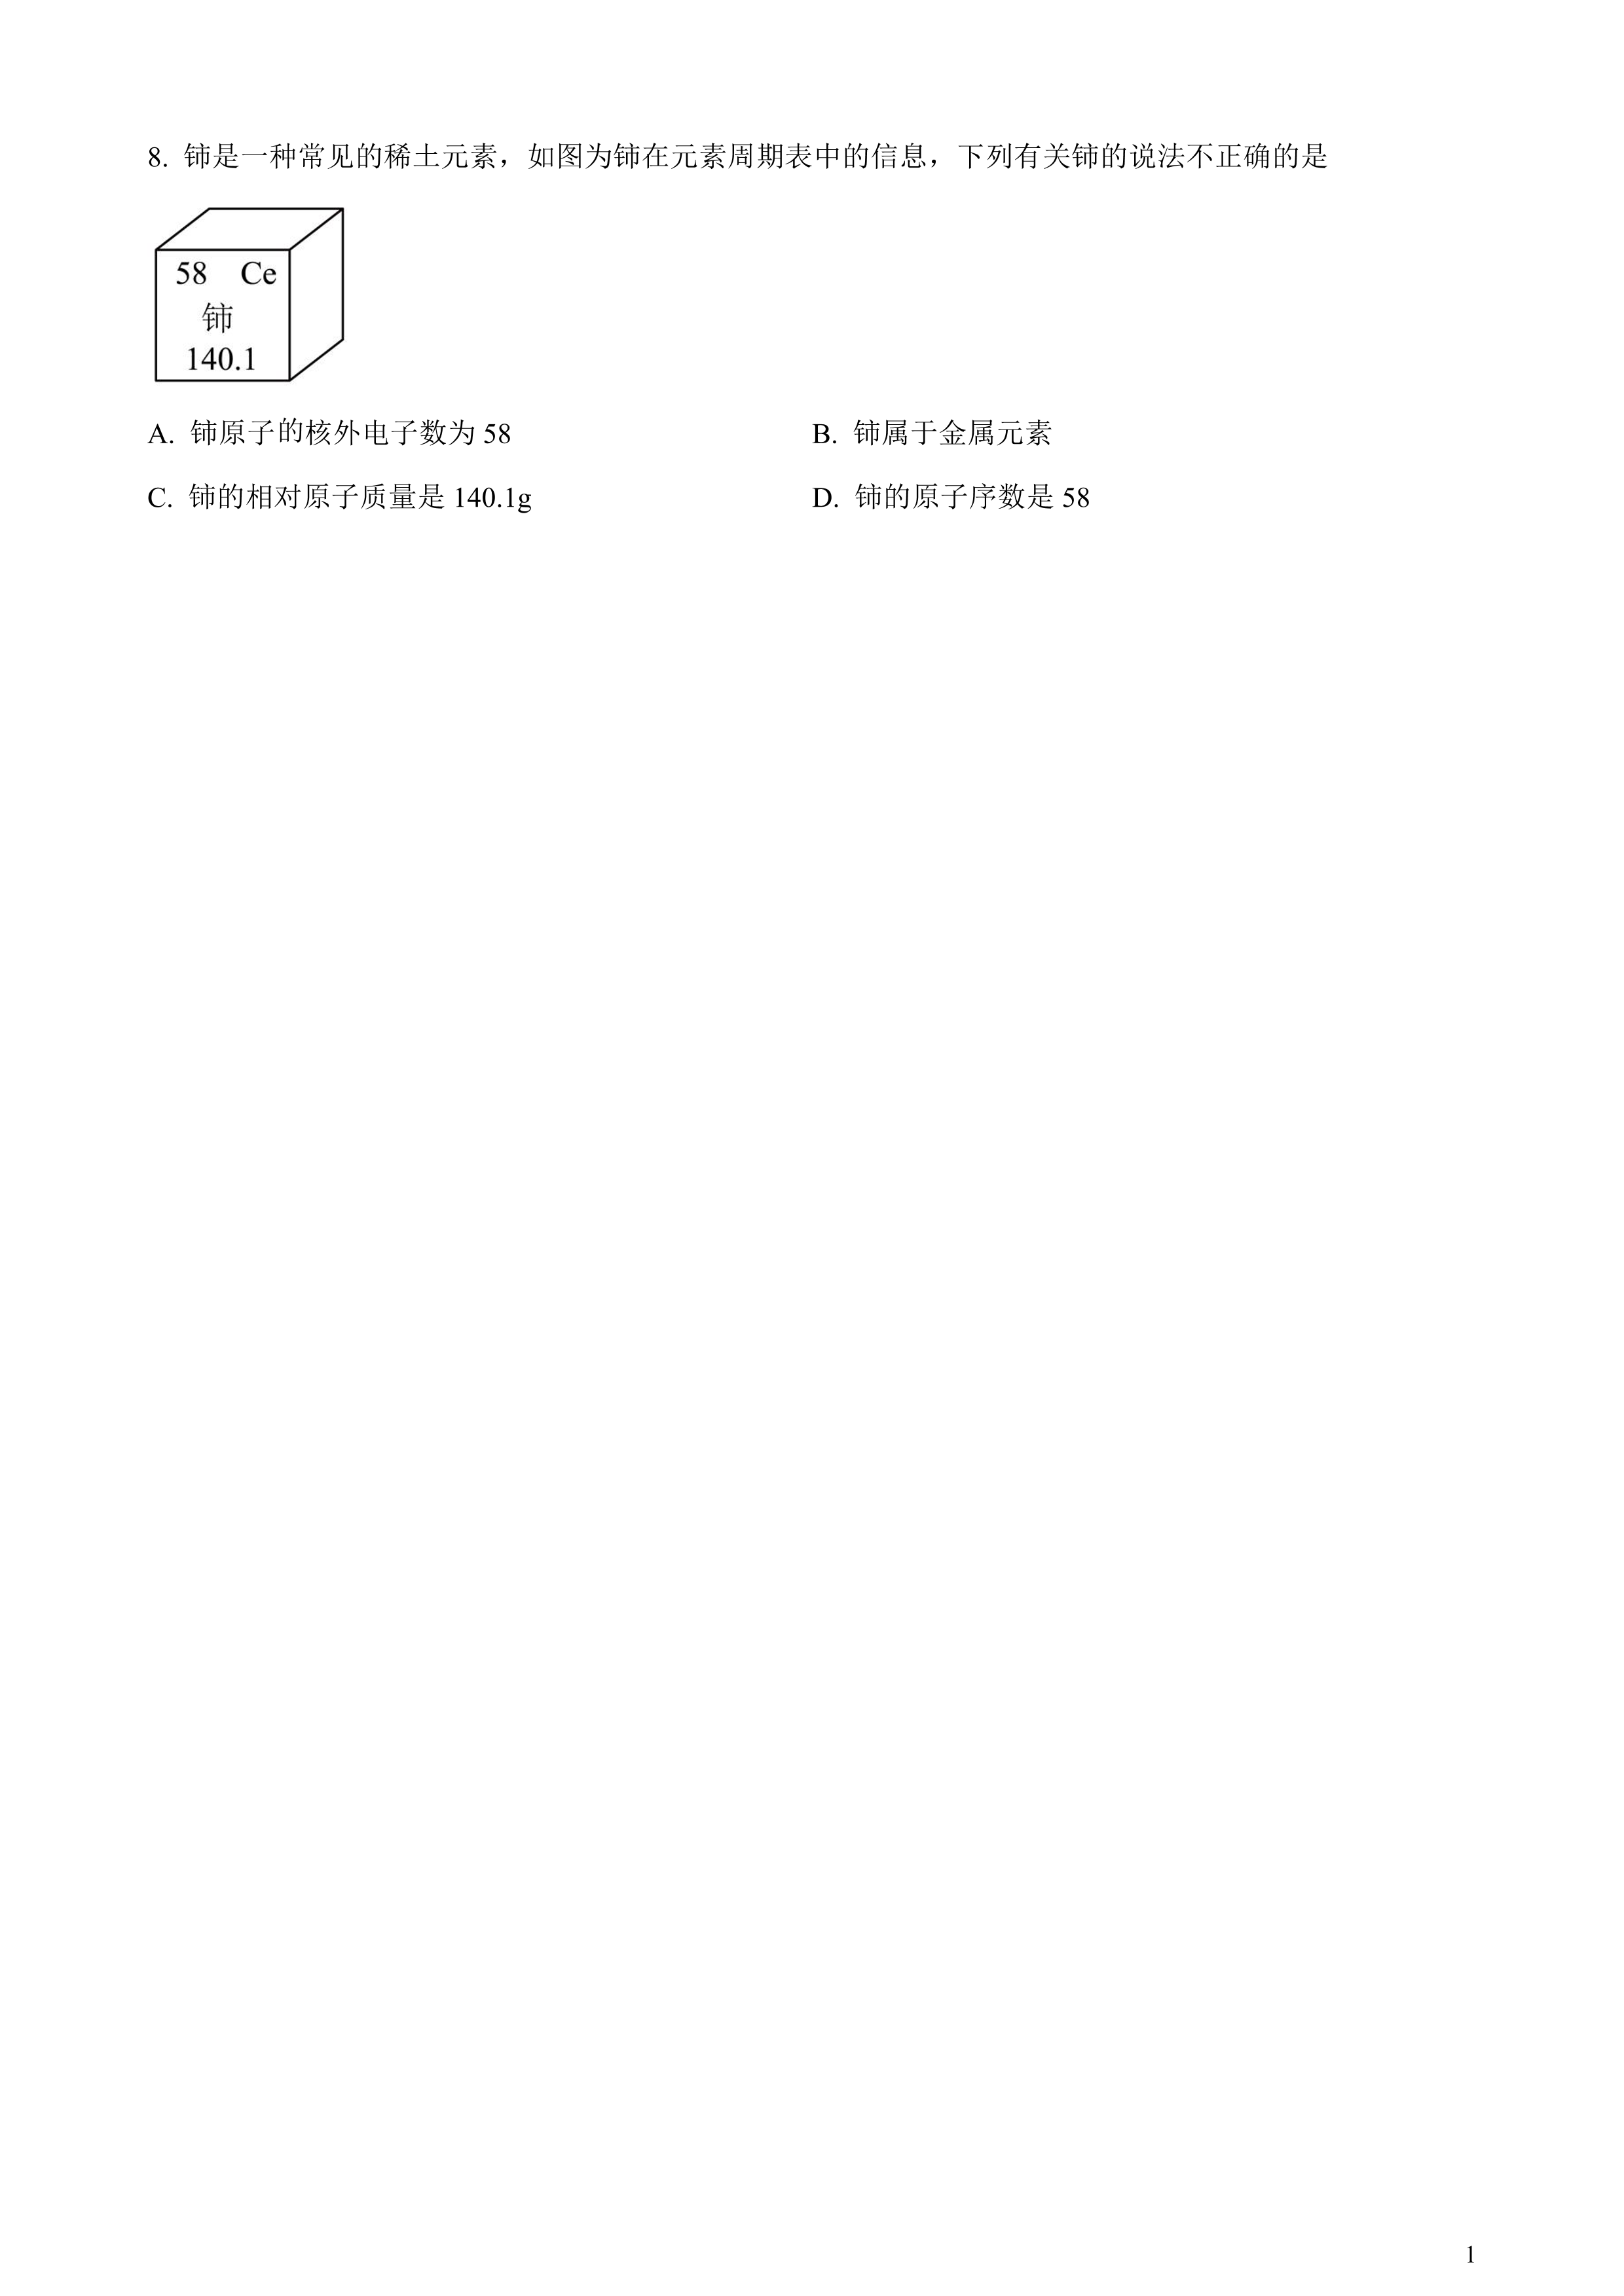 8. 铈是一种常见的稀土元素，如图为铈在元素周期表中的信息，下列有关铈的说法不正确的是
58 Ce
铈
140.1
A. 铈原子的核外电子数为 58 B. 铈属于金属元素
C. 铈的相对原子质量是 140.1g D. 铈的原子序数是 58
1